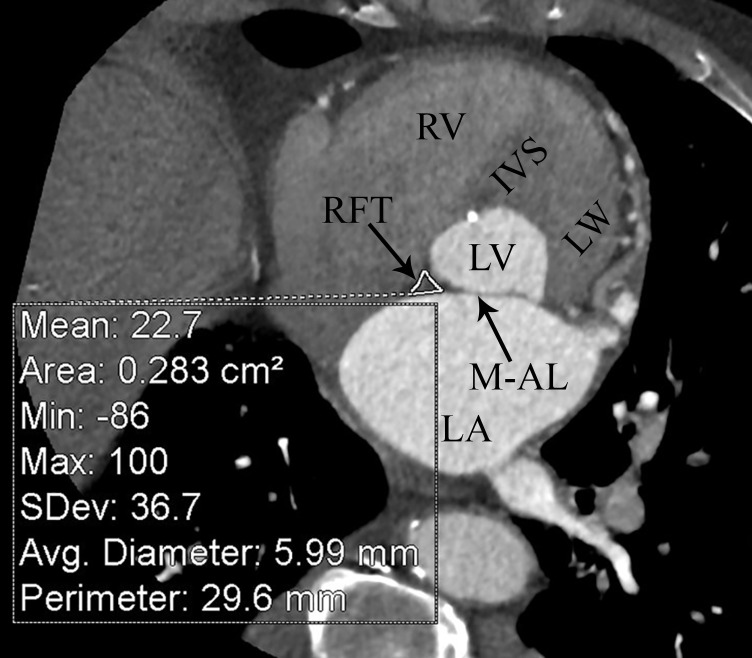 RV
IVS
RFT
LW
LV
Mean: 22.7
Area: 0.283 cm²
Min: -86
Max: 100
SDev: 36.7
Avg. Diameter: 5.99 mm
Perimeter: 29.6 mm
M-AL
LA